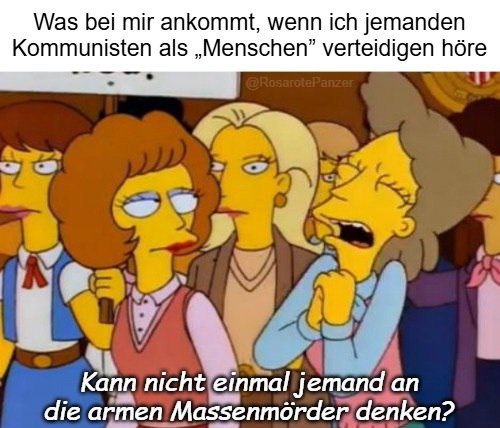 Was bei mir ankommt, wenn ich jemanden
Kommunisten als „Menschen” verteidigen höre
@RosarotePanzer
Kann nicht einmal jemand an
die armen Massenmörder denken?